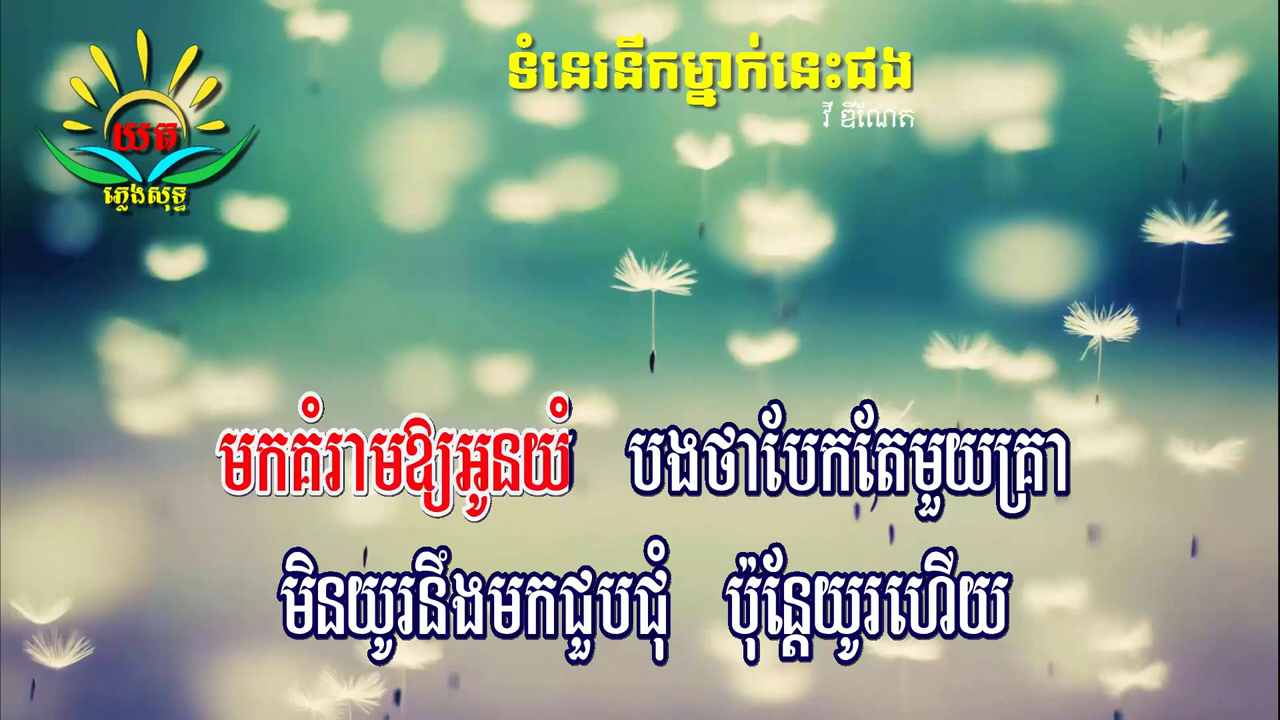 ទំនេរនឹកម្នាក់នេះផង
វី ឌីណែត
យត
ភ្លេងសុទ្ធ
មកគំរាមឱ្យអូនយំ បងថាបែកតែមួយគ្រា
មិនយូរនឹងមកជួបជុំ ប៉ុន្តែយូរហើយ